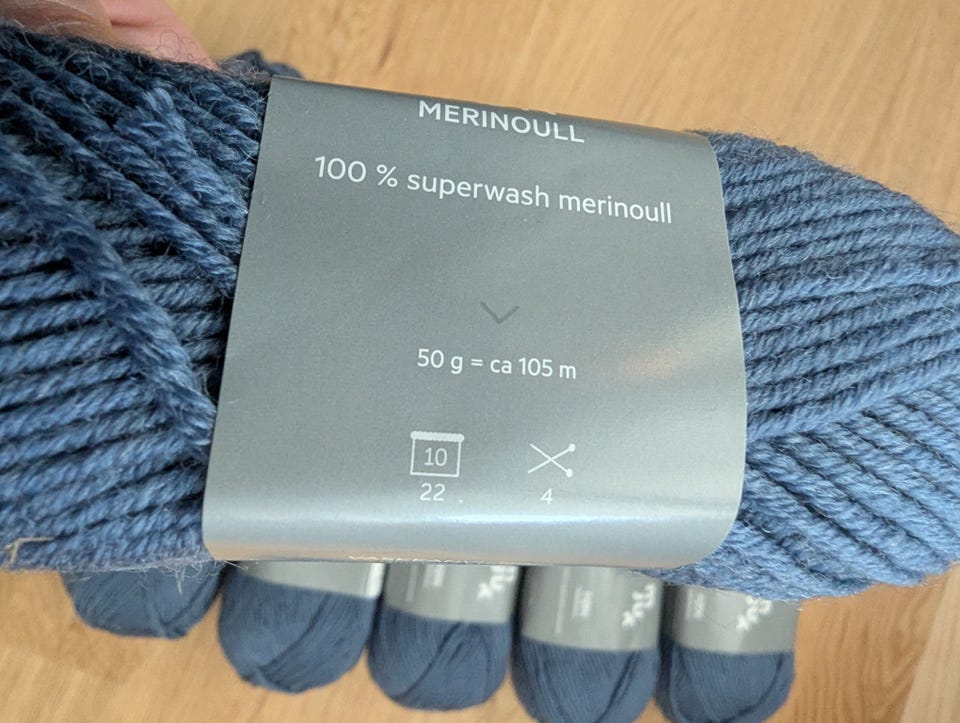 MERINOULL
100 % superwash merinoull
50 g = ca 105 m
10
22
4